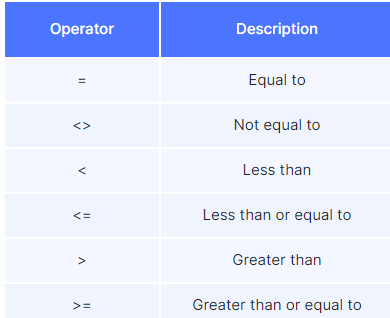 Operator Description
= Equal to
<> Not equal to
< Less than
<= Less than or equal to
> Greater than
>= Greater than or equal to